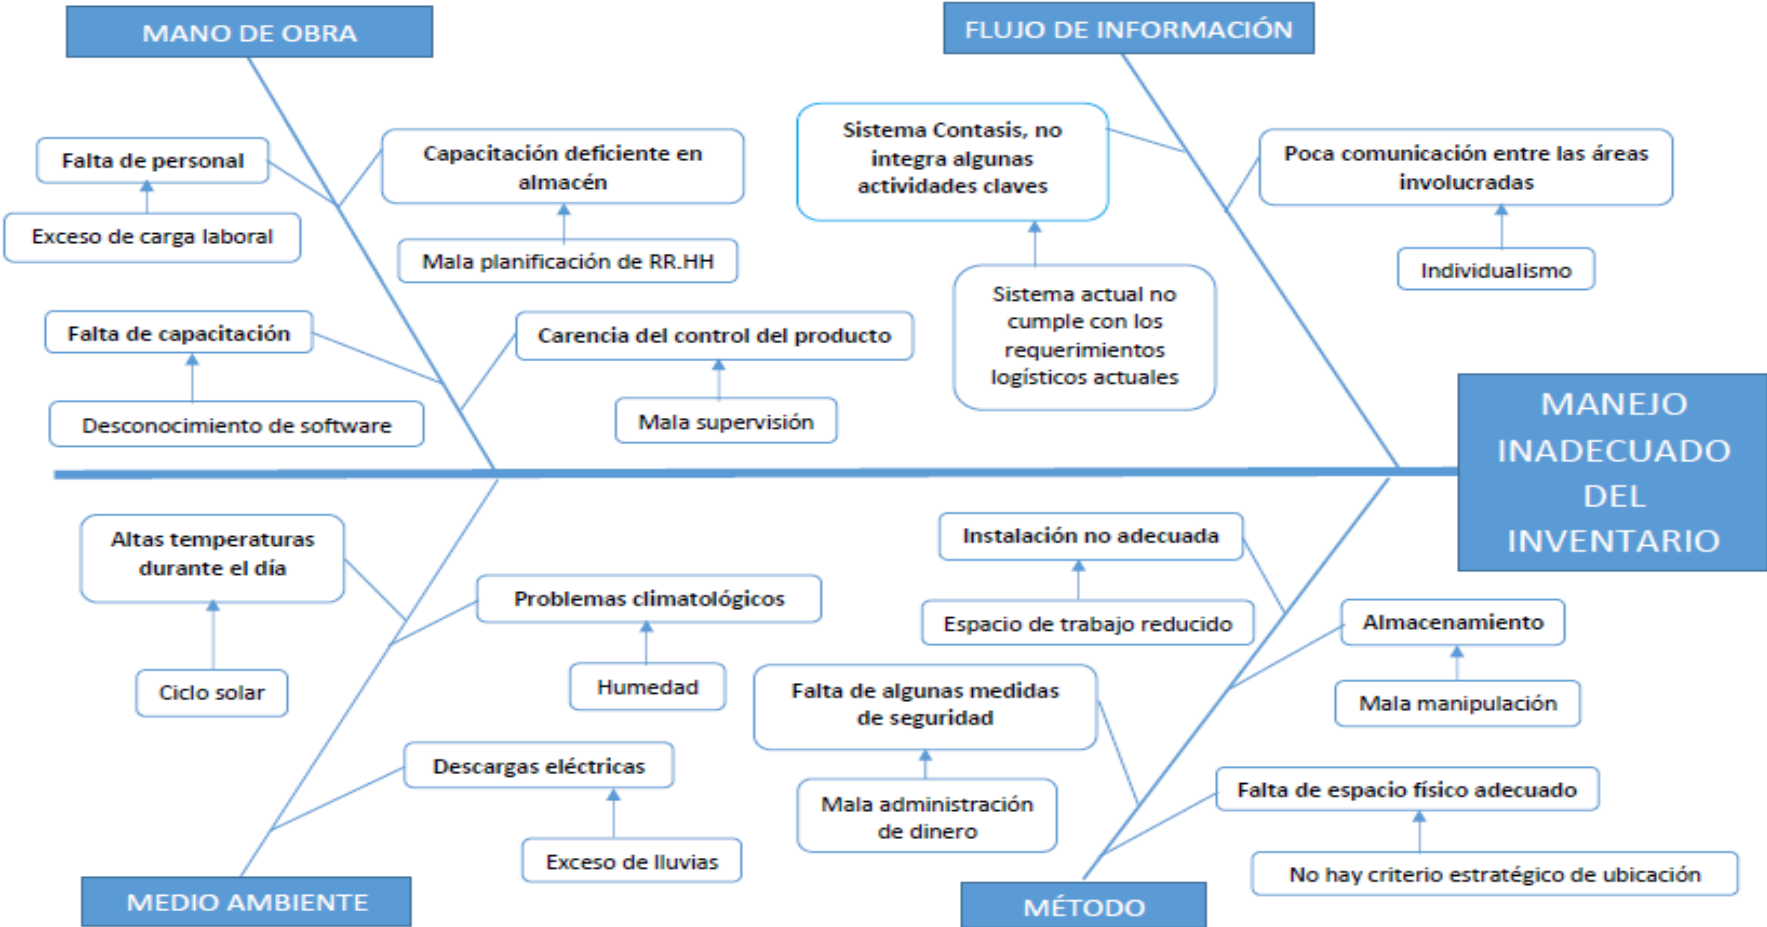 MANO DE OBRA
FLUJO DE INFORMACIÓN
Falta de personal
Exceso de carga laboral
Capacitación deficiente en
almacén
Mala planificación de RR.HH
Falta de capacitación
Desconocimiento de software
Carencia del control del producto
Mala supervisión
Sistema Contasis, no
integra algunas
actividades claves
Sistema actual no
cumple con los
requerimientos
logísticos actuales
Poca comunicación entre las áreas
involucradas
Individualismo
MANEJO
INADECUADO
DEL
INVENTARIO
Altas temperaturas
durante el día
Ciclo solar
Problemas climatológicos
Humedad
Descargas eléctricas
Exceso de lluvias
Instalación no adecuada
Espacio de trabajo reducido
Almacenamiento
Mala manipulación
Falta de algunas medidas
de seguridad
Mala administración
de dinero
Falta de espacio físico adecuado
No hay criterio estratégico de ubicación
MEDIO AMBIENTE
MÉTODO